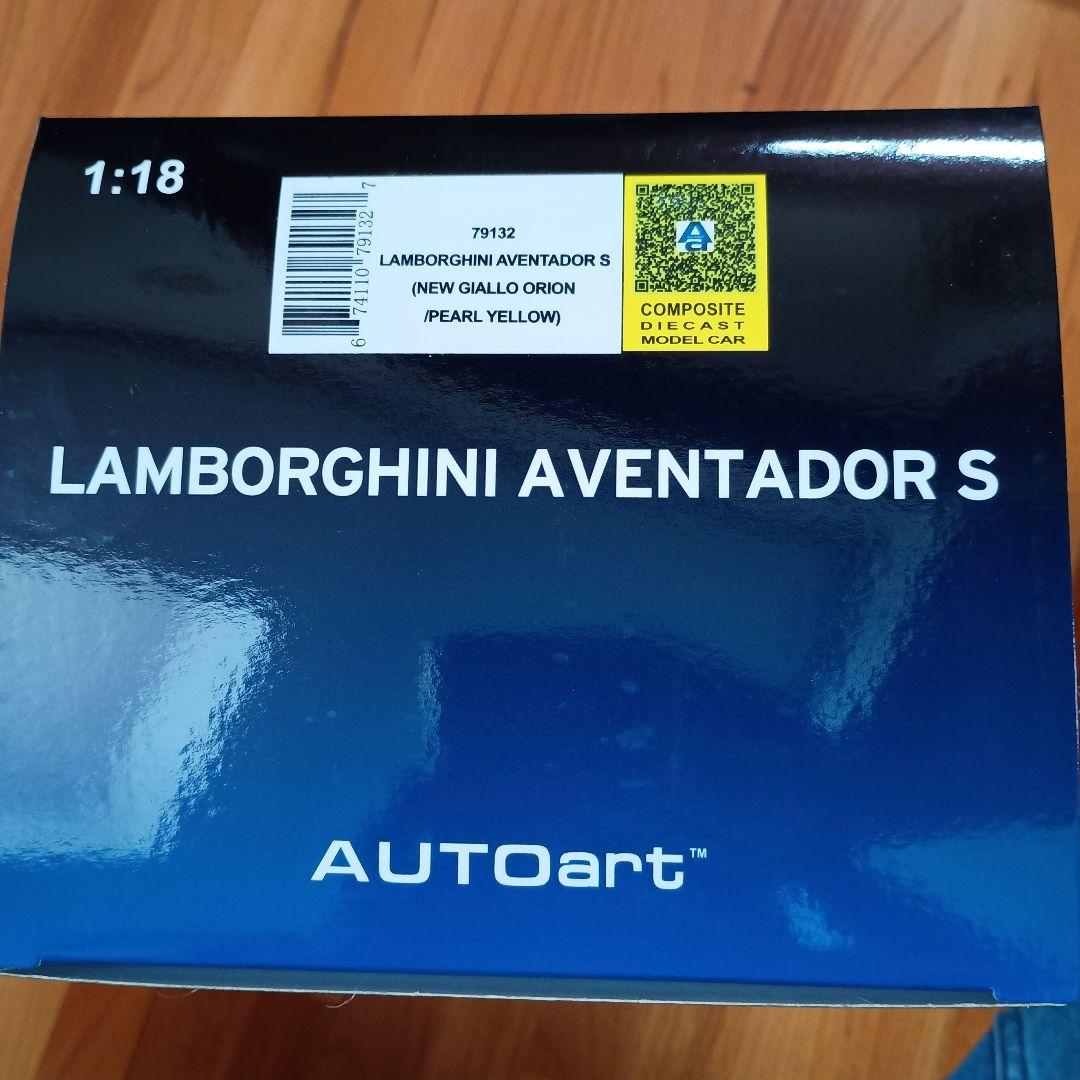 1:18
6 74110 79132 7
79132
LAMBORGHINI AVENTADOR S
(NEW GIALLO ORION
/PEARL YELLOW)
Aa
COMPOSITE
DIECAST
MODEL CAR
LAMBORGHINI AVENTADOR S
AUTOart™